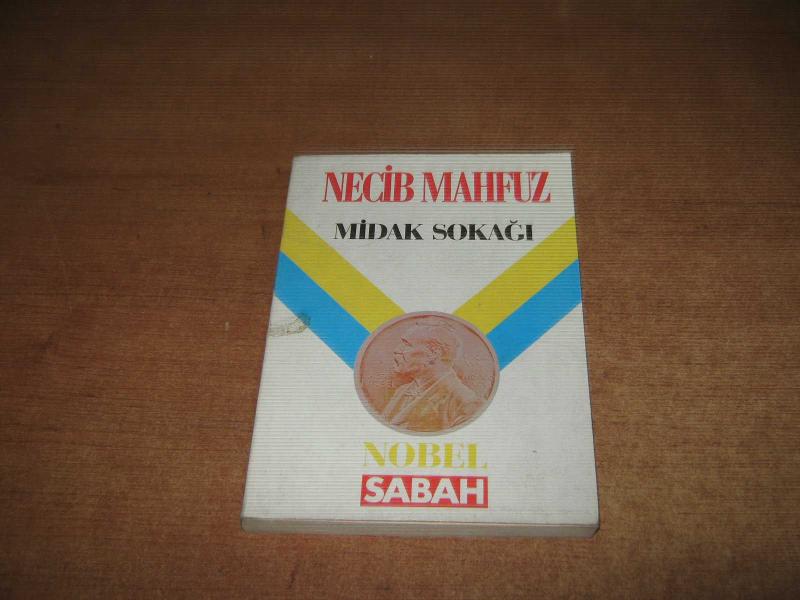 NECİB MAHFUZ
MİDAK SOKAĞI
NOBEL
SABAH